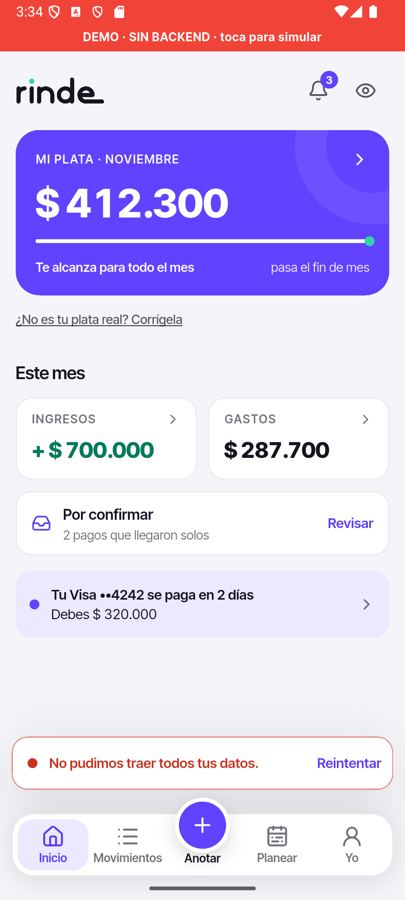 3:34
DEMO · SIN BACKEND · toca para simular
rinde
3
MI PLATA · NOVIEMBRE
$412.300
Te alcanza para todo el mes
pasa el fin de mes
¿No es tu plata real? Corrígela
Este mes
INGRESOS
+$700.000
GASTOS
$287.700
Por confirmar
2 pagos que llegaron solos
Revisar
Tu Visa ••4242 se paga en 2 días
Debes $ 320.000
No pudimos traer todos tus datos.
Reintentar
Inicio
Movimientos
Anotar
Planear
Yo